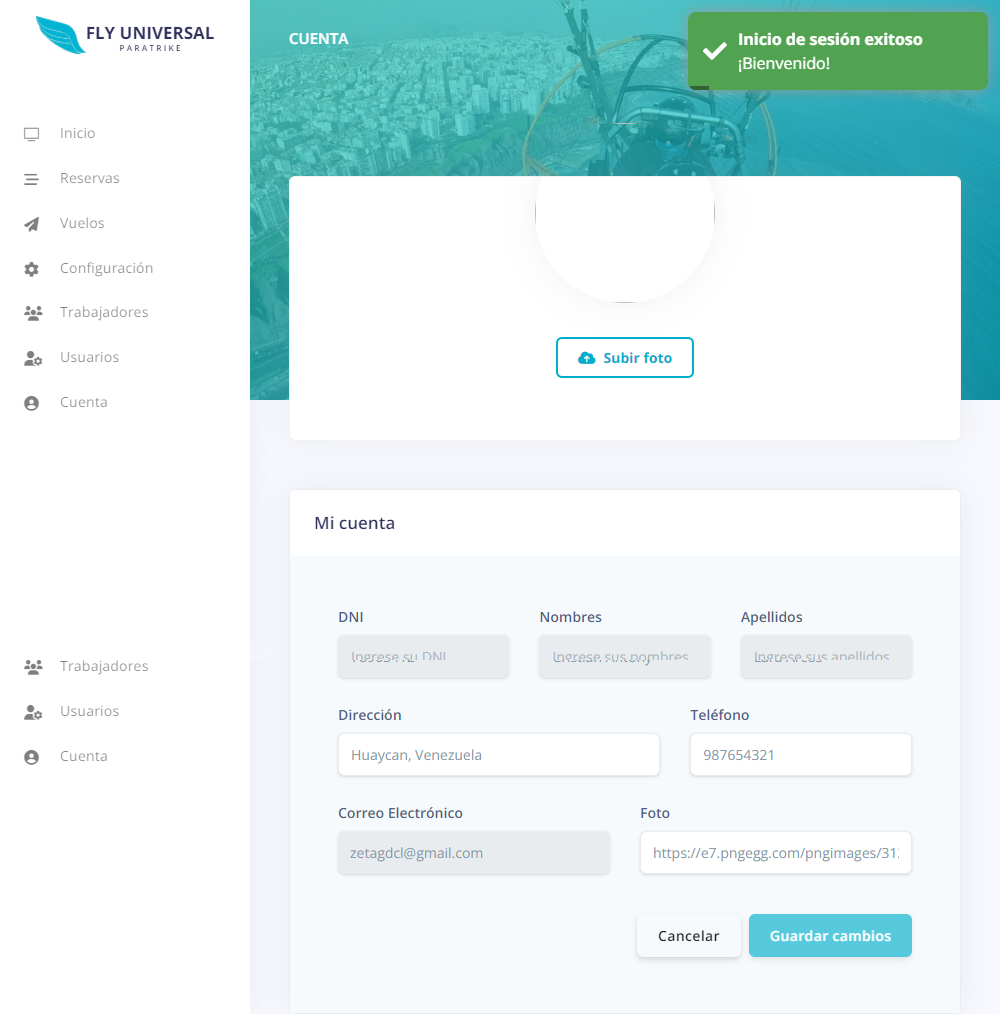 FLY UNIVERSAL
PARATRIKE
CUENTA
Inicio de sesión exitoso
¡Bienvenido!
Inicio
Reservas
Vuelos
Configuración
Trabajadores
Usuarios
Cuenta
Subir foto
Mi cuenta
DNI
Nombres
Apellidos
Ingrese su DNI
Ingrese sus nombres
Ingrese sus apellidos
Trabajadores
Usuarios
Cuenta
Dirección
Teléfono
Huaycan, Venezuela
987654321
Correo Electrónico
Foto
zetagdcl@gmail.com
https://e7.pngegg.com/pngimages/31
Cancelar
Guardar cambios